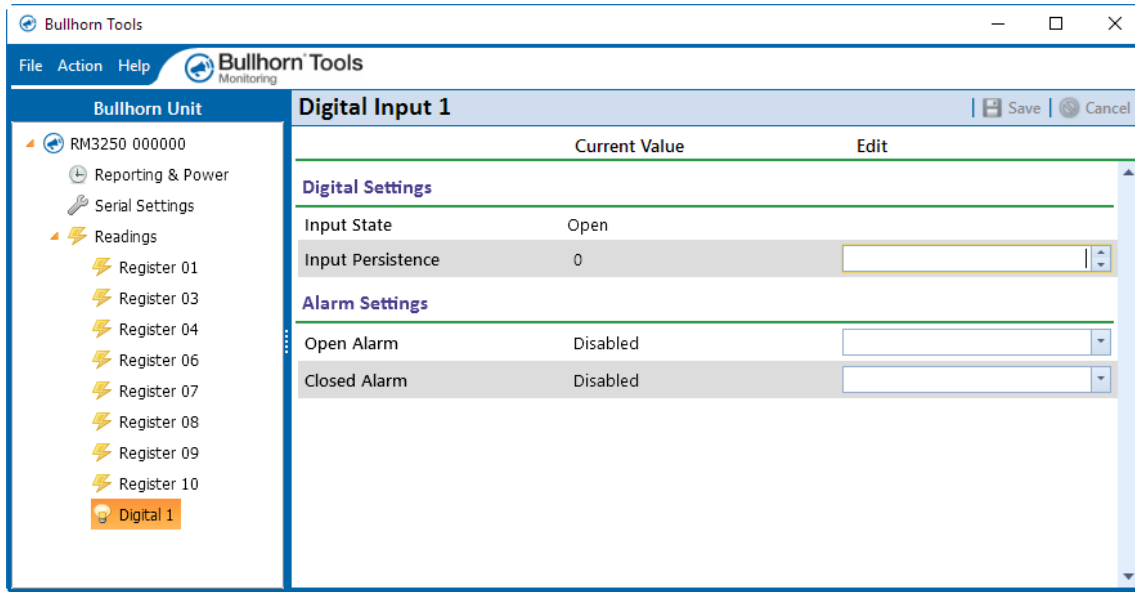 Bullhorn Tools
File Action Help Bullhorn Tools
Monitoring
Bullhorn Unit
RM3250 000000
Reporting & Power
Serial Settings
Readings
Register 01
Register 03
Register 04
Register 06
Register 07
Register 08
Register 09
Register 10
Digital 1
Digital Input 1 Save Cancel
Current Value Edit
Digital Settings
Input State Open
Input Persistence 0
Alarm Settings
Open Alarm Disabled
Closed Alarm Disabled